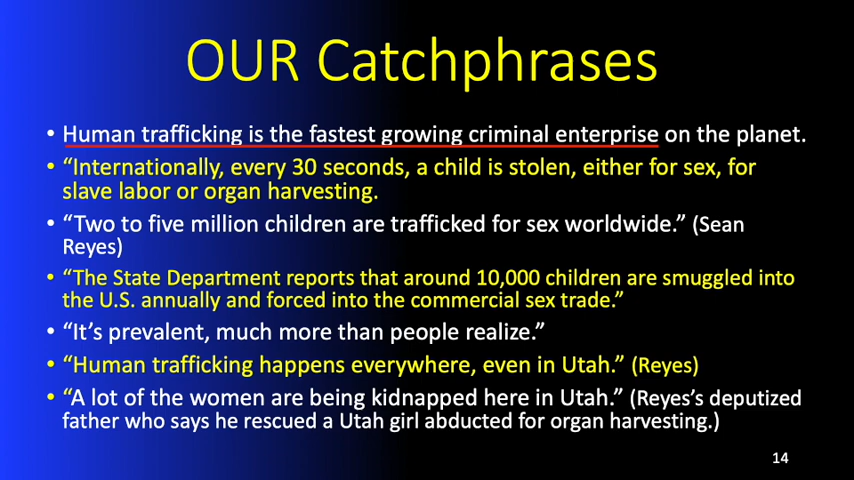 OUR Catchphrases
• Human trafficking is the fastest growing criminal enterprise on the planet.
• “Internationally, every 30 seconds, a child is stolen, either for sex, for
slave labor or organ harvesting.
• “Two to five million children are trafficked for sex worldwide.” (Sean
Reyes)
• “The State Department reports that around 10,000 children are smuggled into
the U.S. annually and forced into the commercial sex trade.”
• “It’s prevalent, much more than people realize.”
• “Human trafficking happens everywhere, even in Utah.” (Reyes)
• “A lot of the women are being kidnapped here in Utah.” (Reyes’s deputized
father who says he rescued a Utah girl abducted for organ harvesting.)
14